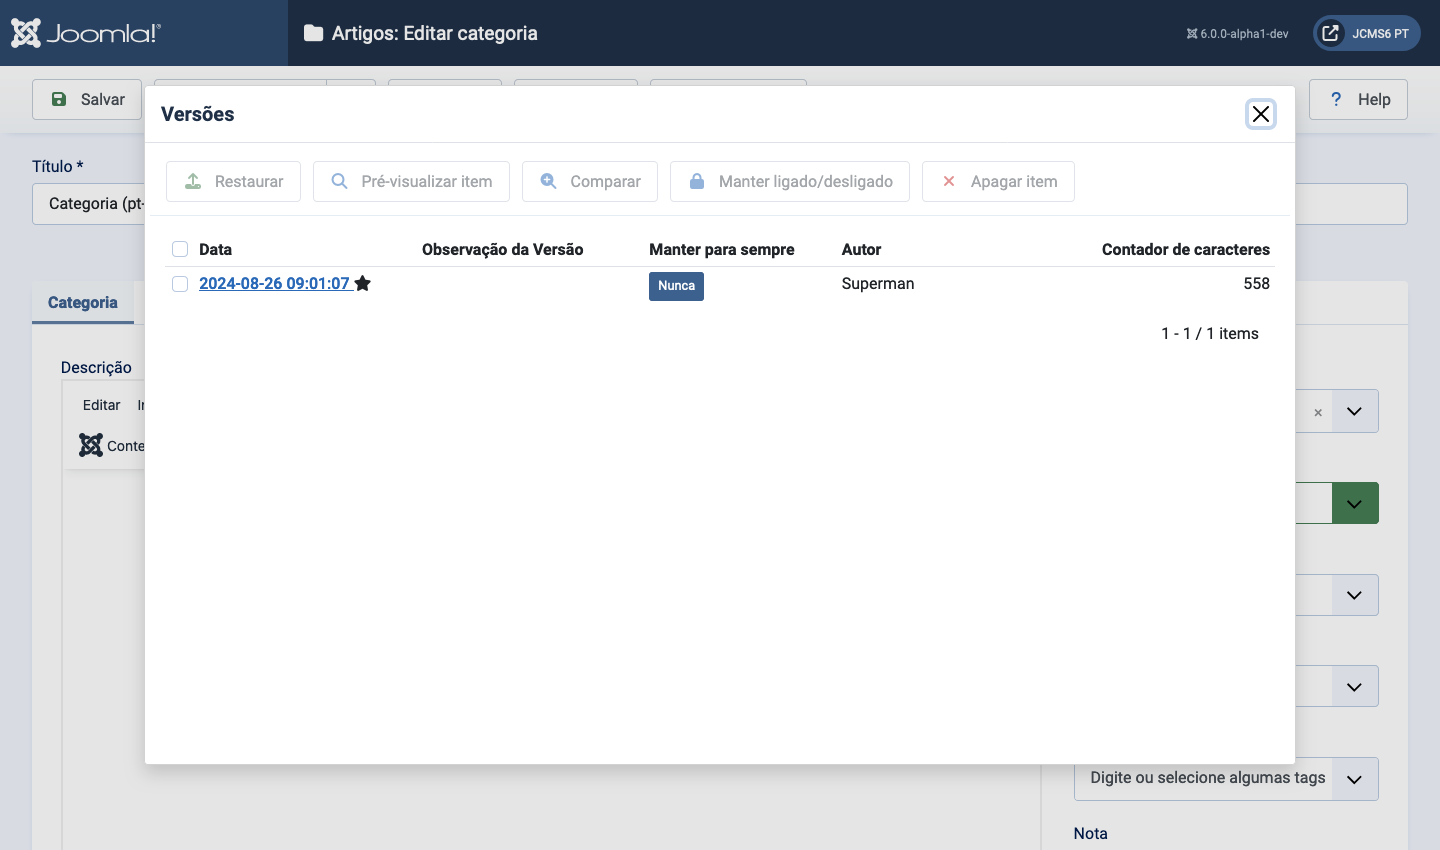 Joomla!®
Artigos: Editar categoria
6.0.0-alpha1-dev
JCMS6 PT
Salvar
? Help
Versões
Título *
Categoria (pt-
Restaurar
Pré-visualizar item
Comparar
Manter ligado/desligado
Apagar item
Data Observação da Versão Manter para sempre Autor Contador de caracteres
2024-08-26 09:01:07 Nunca Superman 558
1 - 1 / 1 items
Categoria
Descrição
Editar
Conte
Digite ou selecione algumas tags
Nota